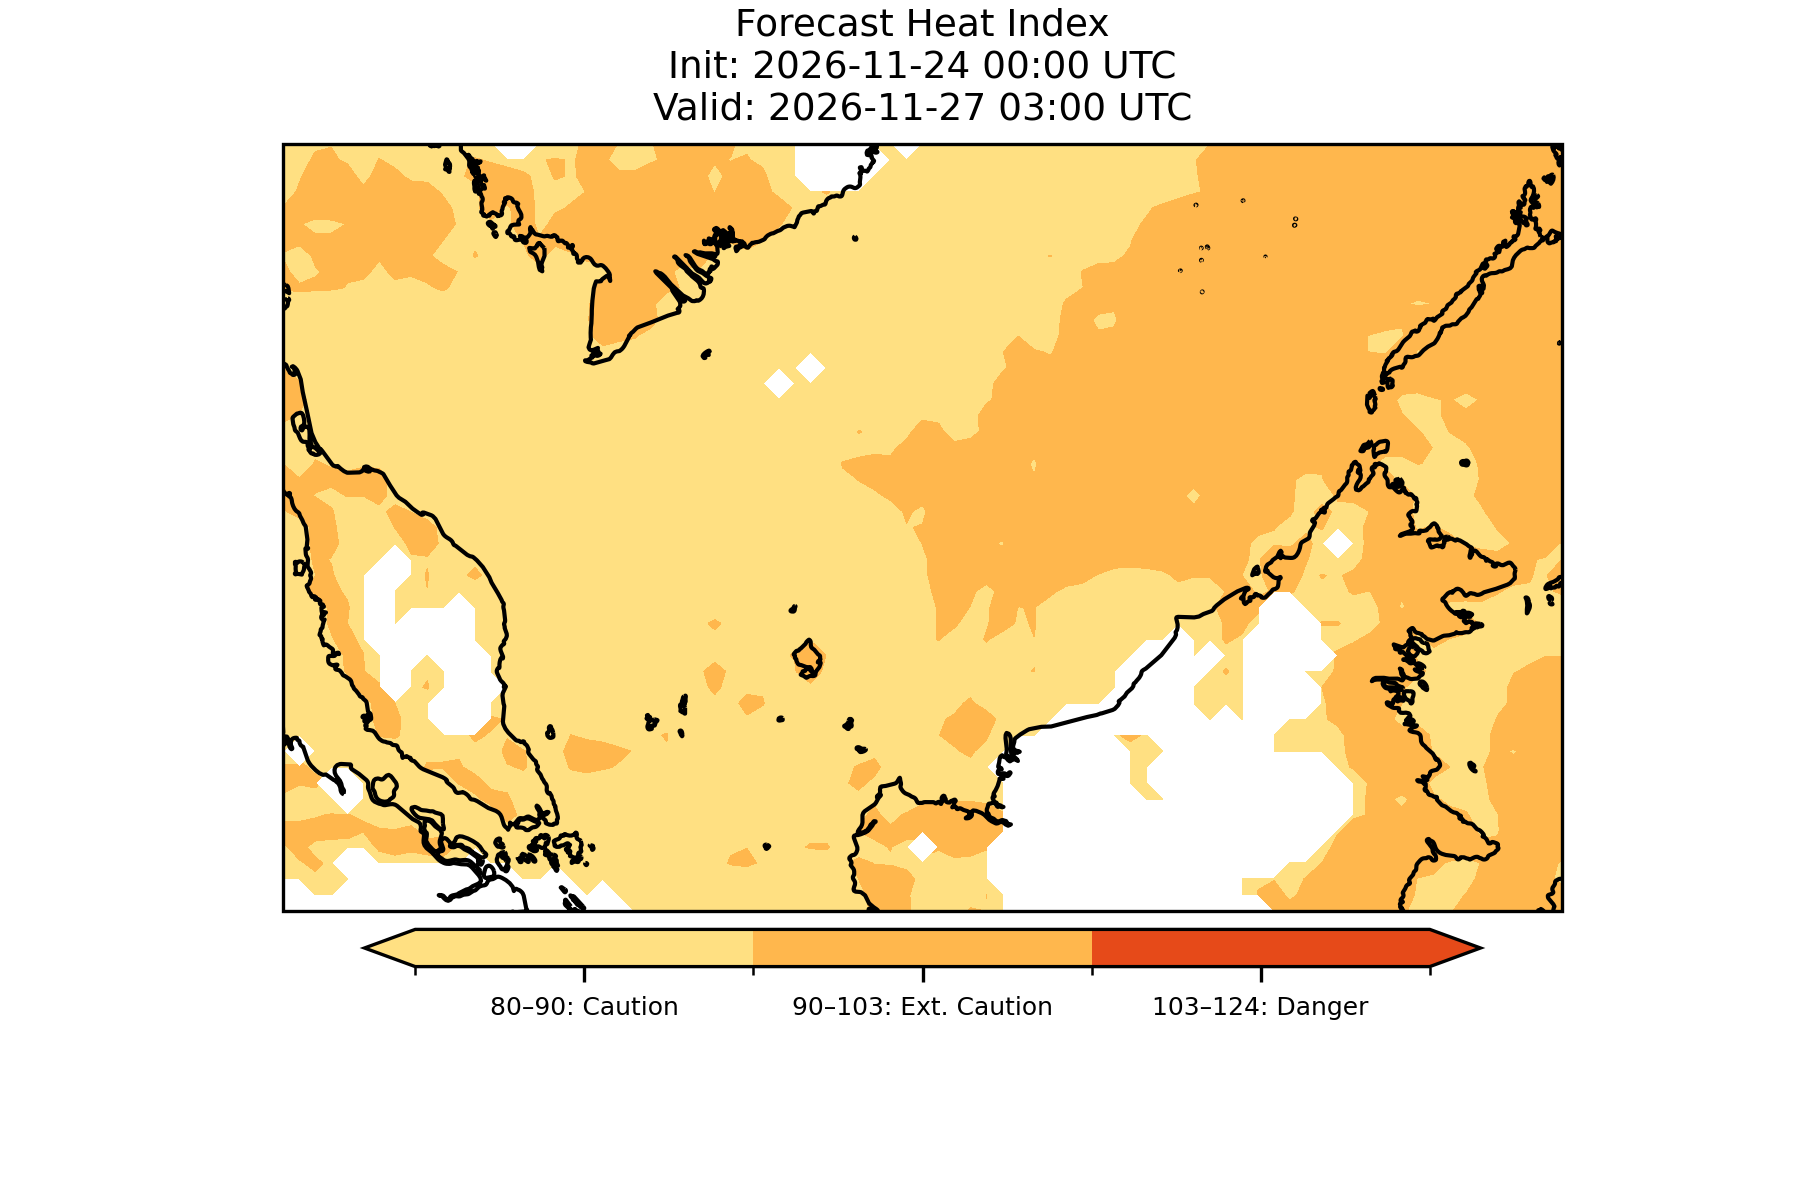 Forecast Heat Index
Init: 2026-11-24 00:00 UTC
Valid: 2026-11-27 03:00 UTC
80–90: Caution
90–103: Ext. Caution
103–124: Danger